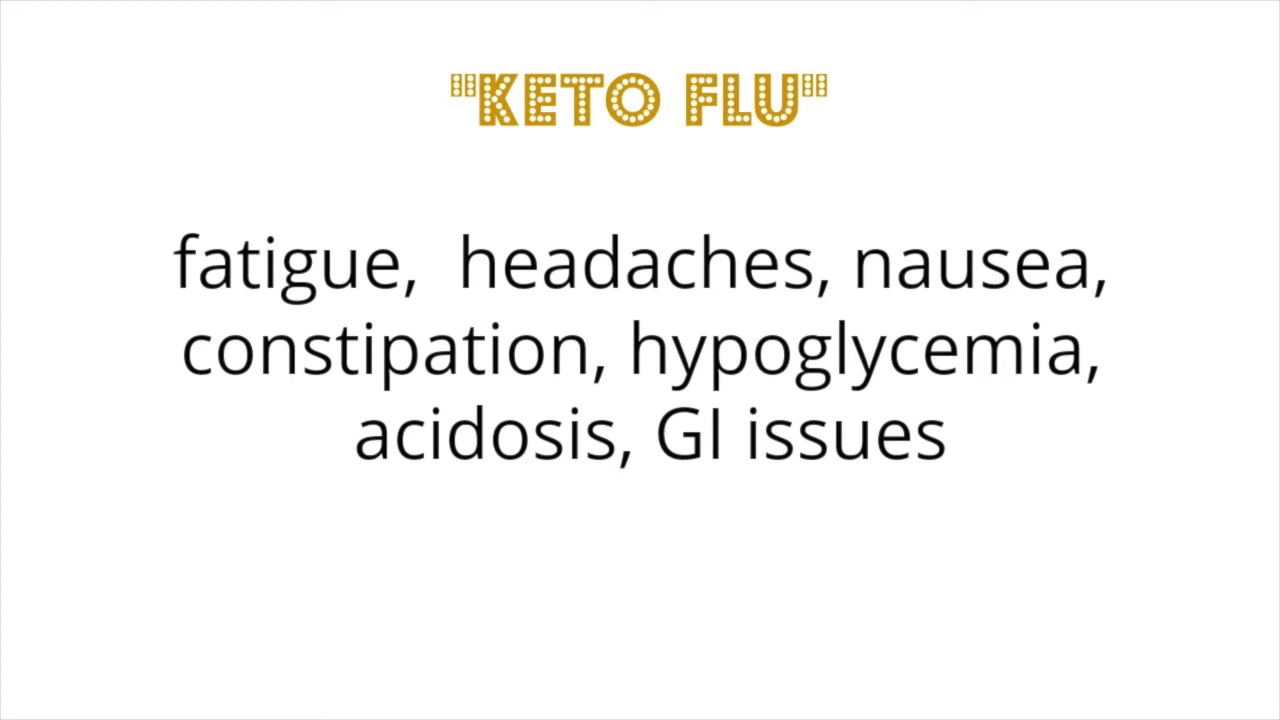 "KETO FLU"
fatigue,  headaches, nausea,
constipation, hypoglycemia,
acidosis, GI issues